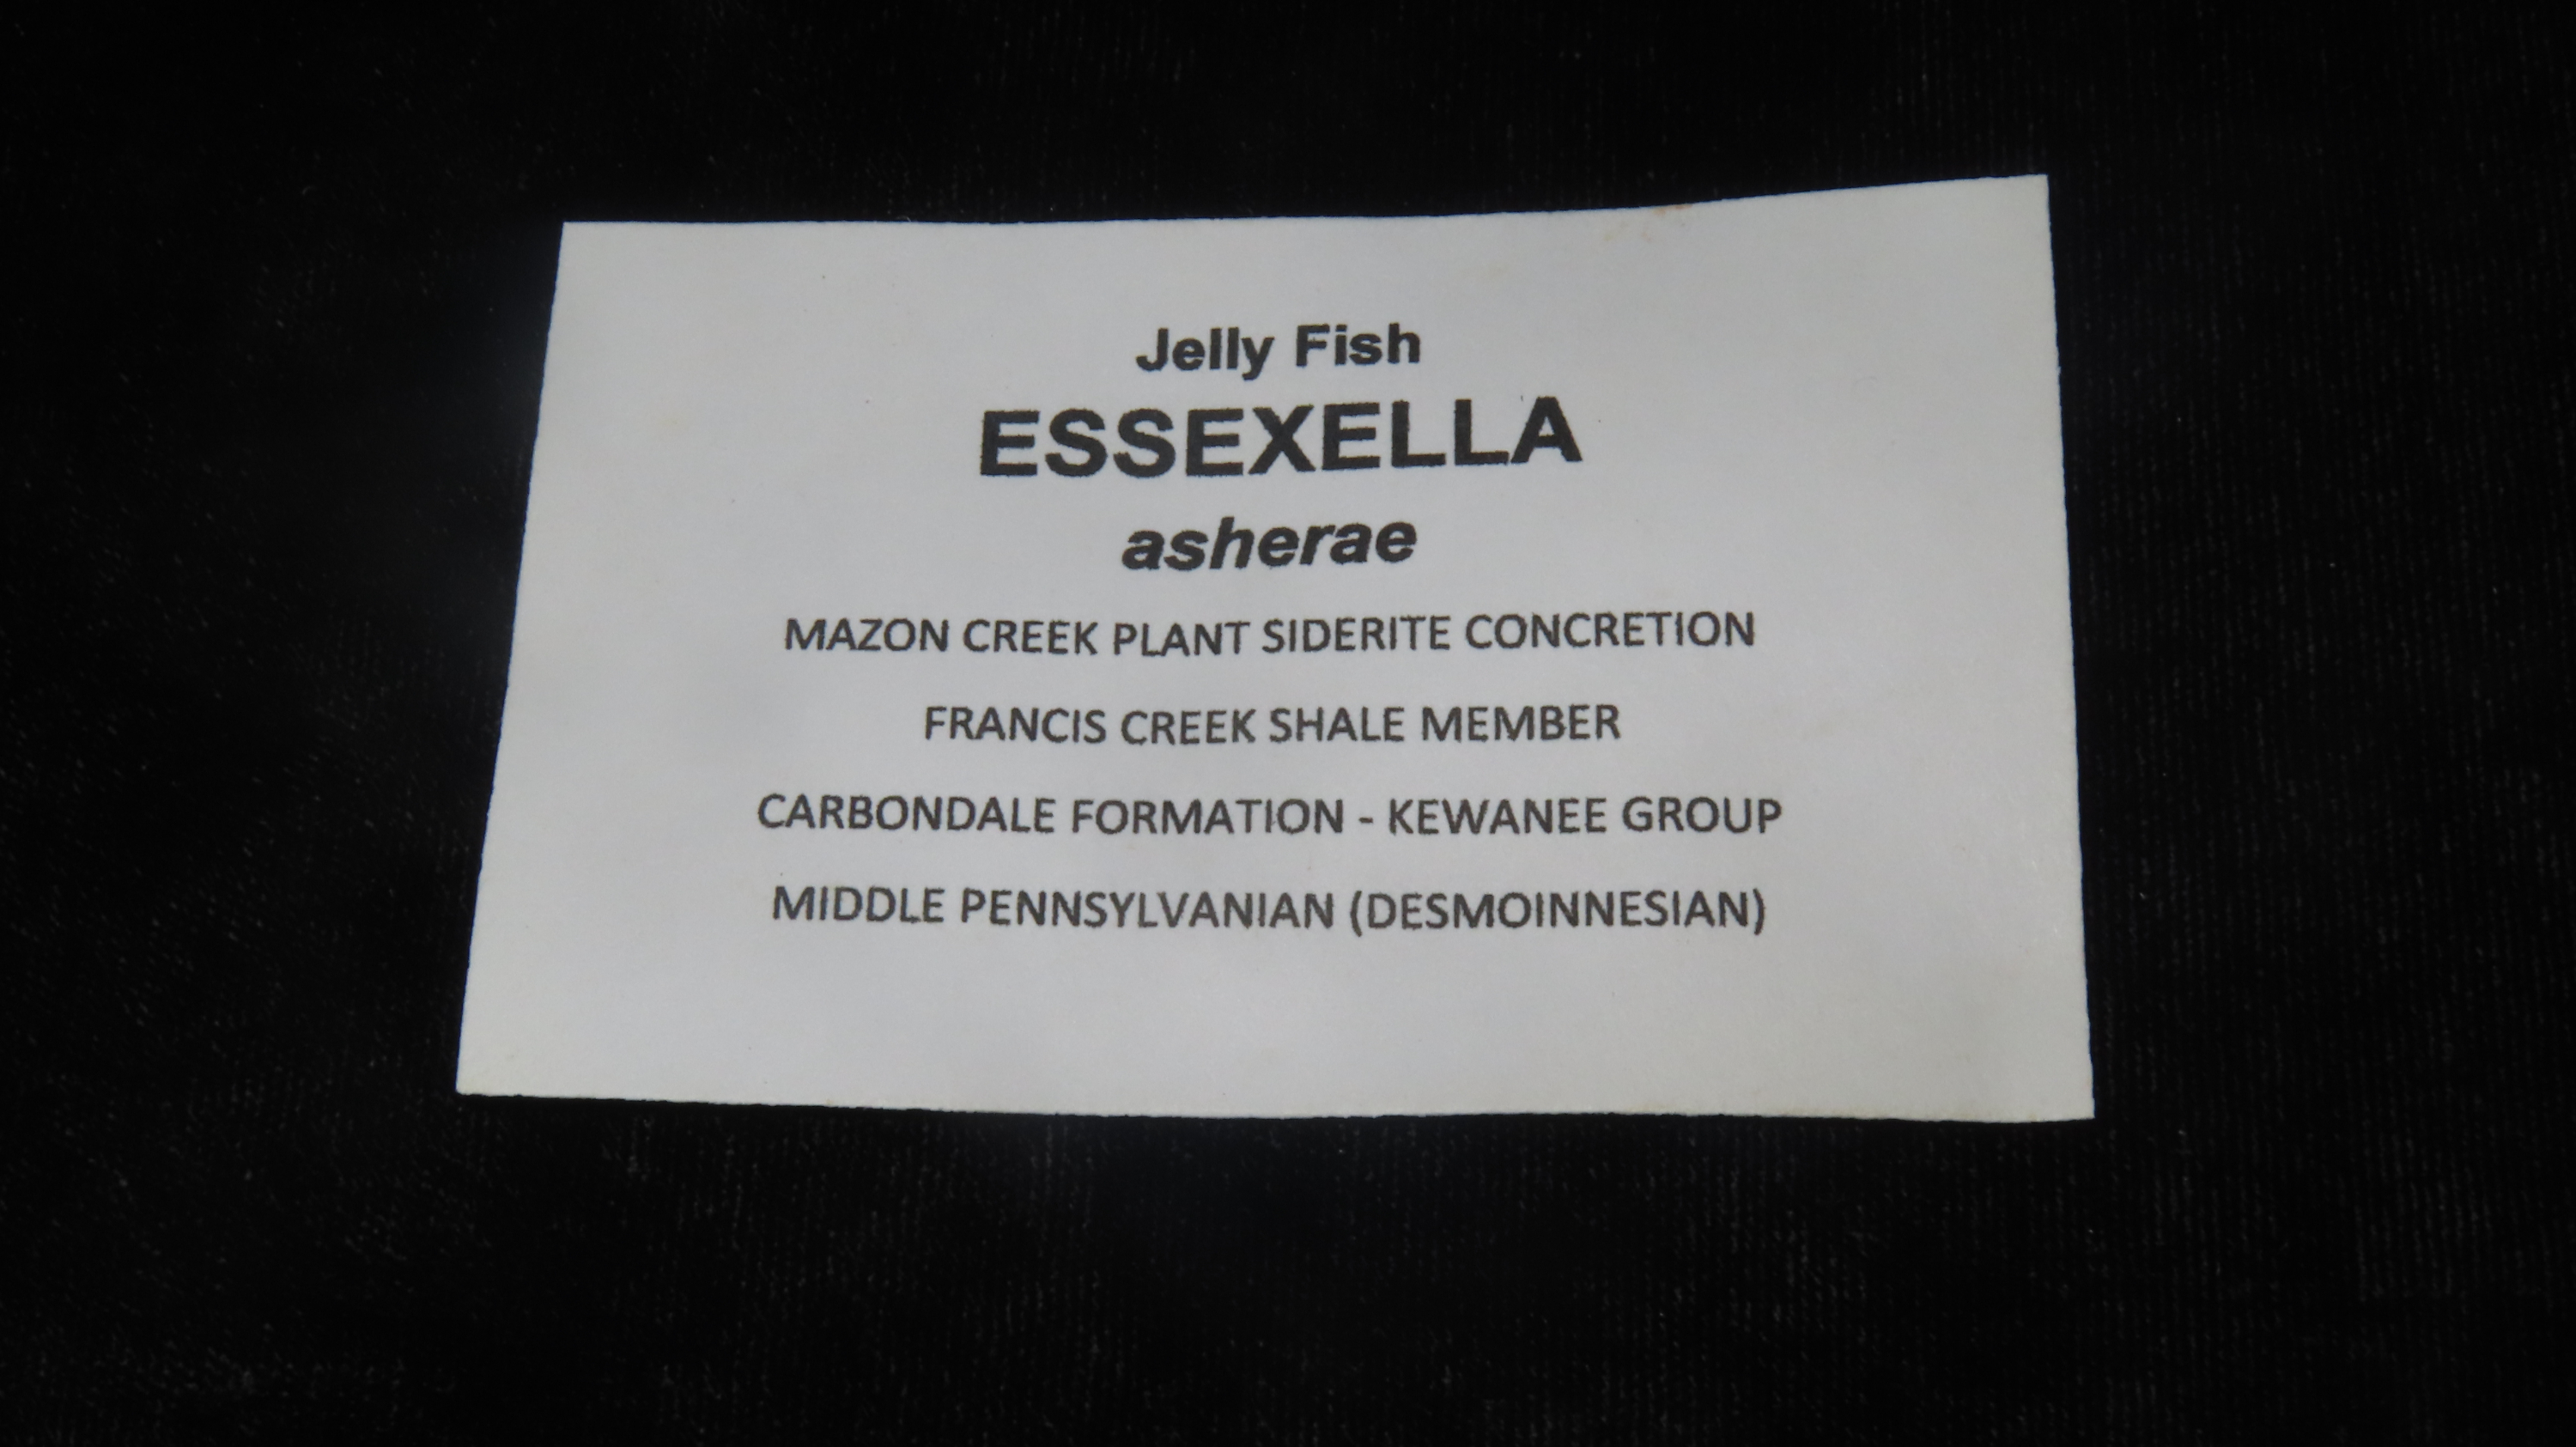 Jelly Fish
ESSEXELLA
asherae
MAZON CREEK PLANT SIDERITE CONCRETION
FRANCIS CREEK SHALE MEMBER
CARBONDALE FORMATION - KEWANEE GROUP
MIDDLE PENNSYLVANIAN (DESMOINNESIAN)